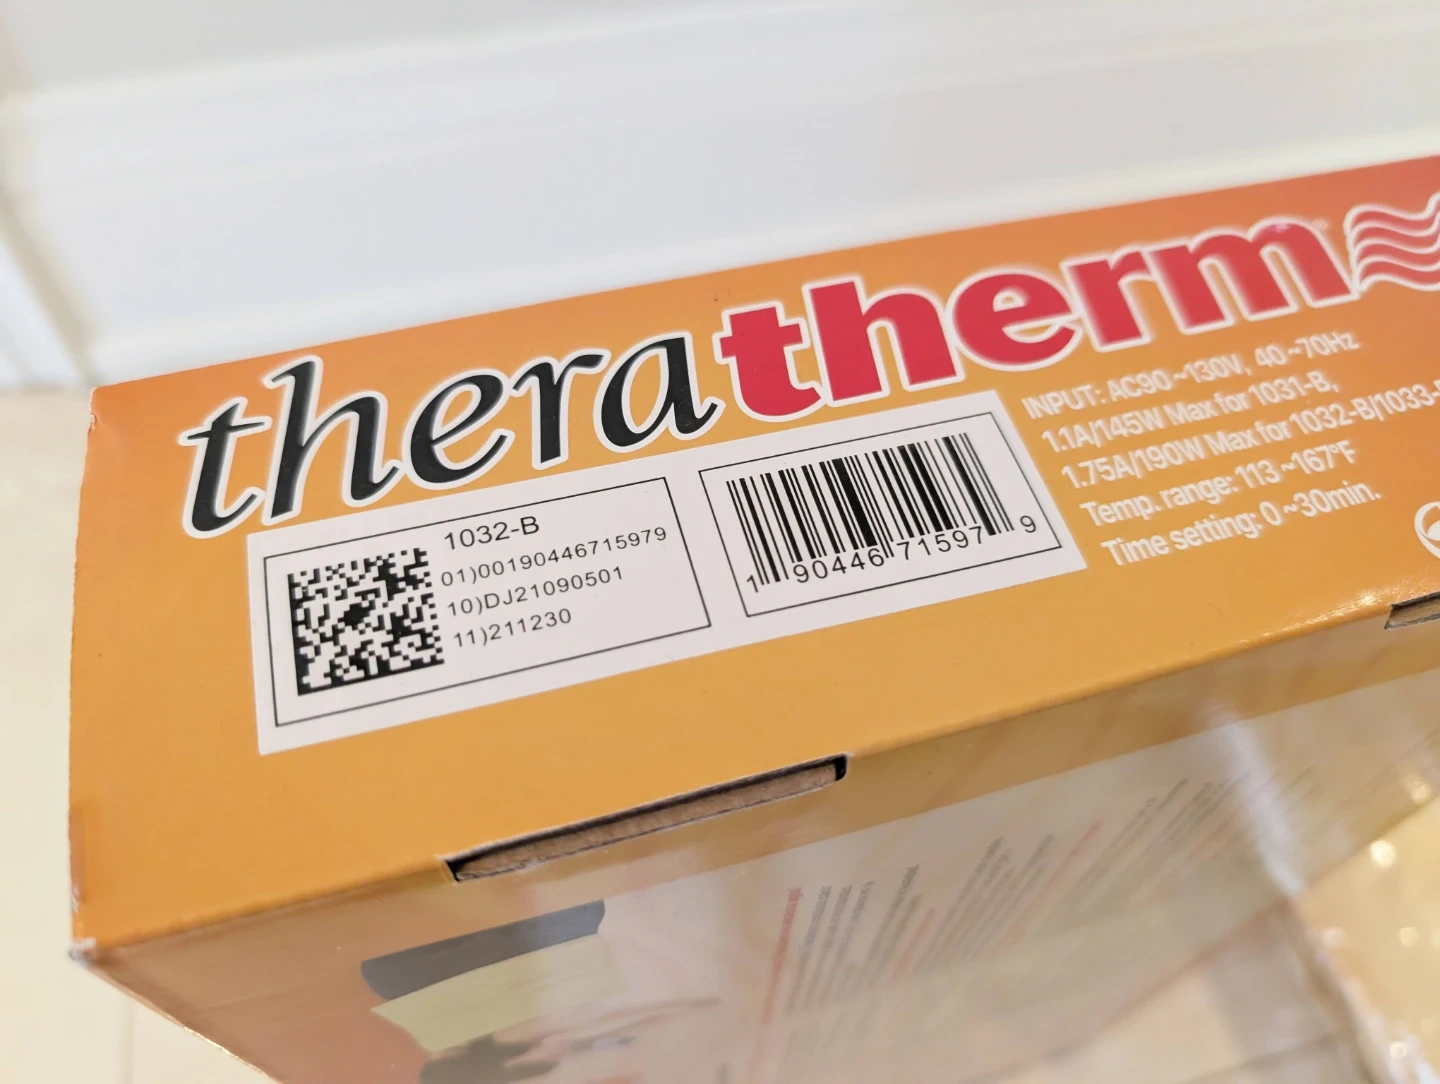 theratherm
1032-B
01)00190446715979
10)DJ21090501
11)211230
1 90446 71597 9
INPUT: AC90~130V, 40~70Hz
1.1A/145W Max for 1031-B,
1.75A/190W Max for 1032-B/1033-
Temp. range: 113~167°F
Time setting: 0~30min.